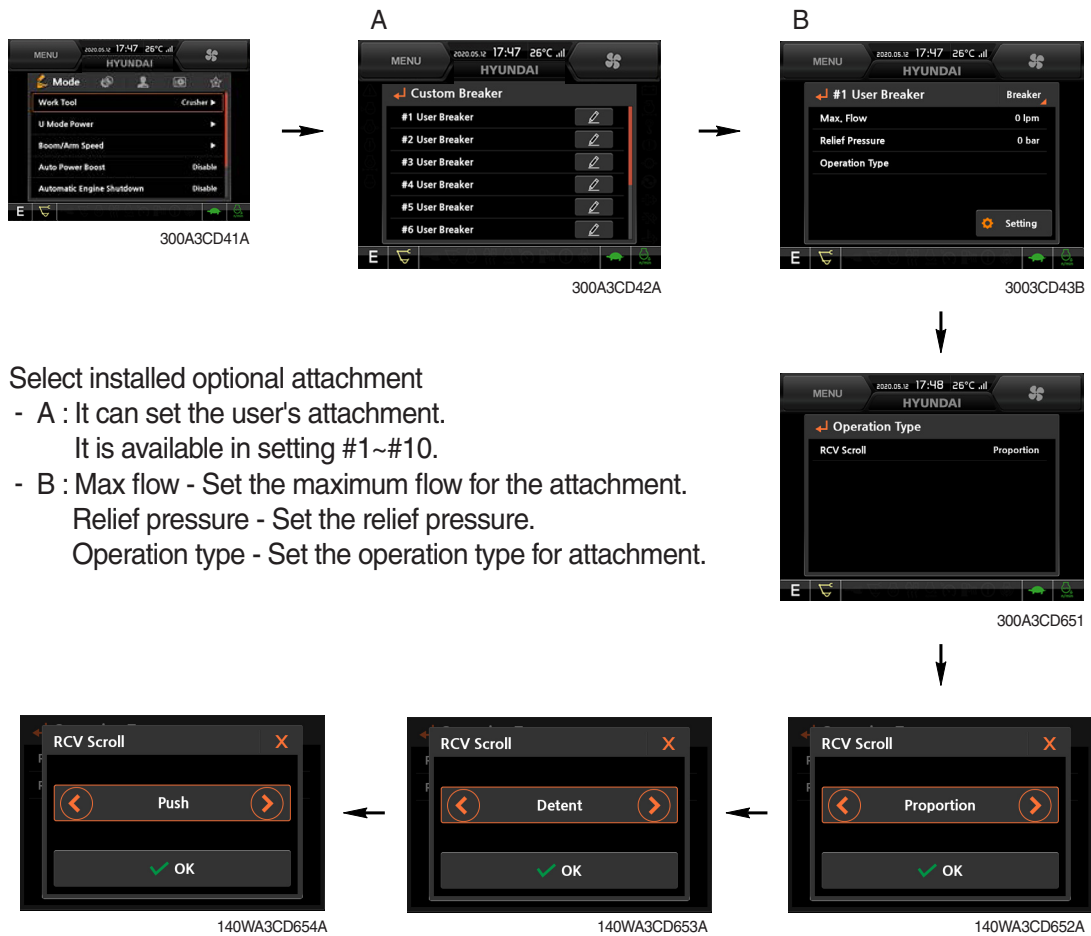 A
B
MENU
2020.05.12 17:47 26°C
HYUNDAI
Mode
Work Tool Crusher ▶
U Mode Power ▶
Boom/Arm Speed ▶
Auto Power Boost Disable
Automatic Engine Shutdown Disable
E
300A3CD41A
MENU
2020.05.12 17:47 26°C
HYUNDAI
Custom Breaker
#1 User Breaker
#2 User Breaker
#3 User Breaker
#4 User Breaker
#5 User Breaker
#6 User Breaker
E
300A3CD42A
MENU
2020.05.12 17:47 26°C
HYUNDAI
#1 User Breaker Breaker
Max. Flow 0 lpm
Relief Pressure 0 bar
Operation Type
Setting
E
3003CD43B
Select installed optional attachment
- A : It can set the user's attachment.
It is available in setting #1~#10.
- B : Max flow - Set the maximum flow for the attachment.
Relief pressure - Set the relief pressure.
Operation type - Set the operation type for attachment.
MENU
2020.05.12 17:48 26°C
HYUNDAI
Operation Type
RCV Scroll Proportion
E
300A3CD651
RCV Scroll X
Push
OK
140WA3CD654A
RCV Scroll X
Detent
OK
140WA3CD653A
RCV Scroll X
Proportion
OK
140WA3CD652A